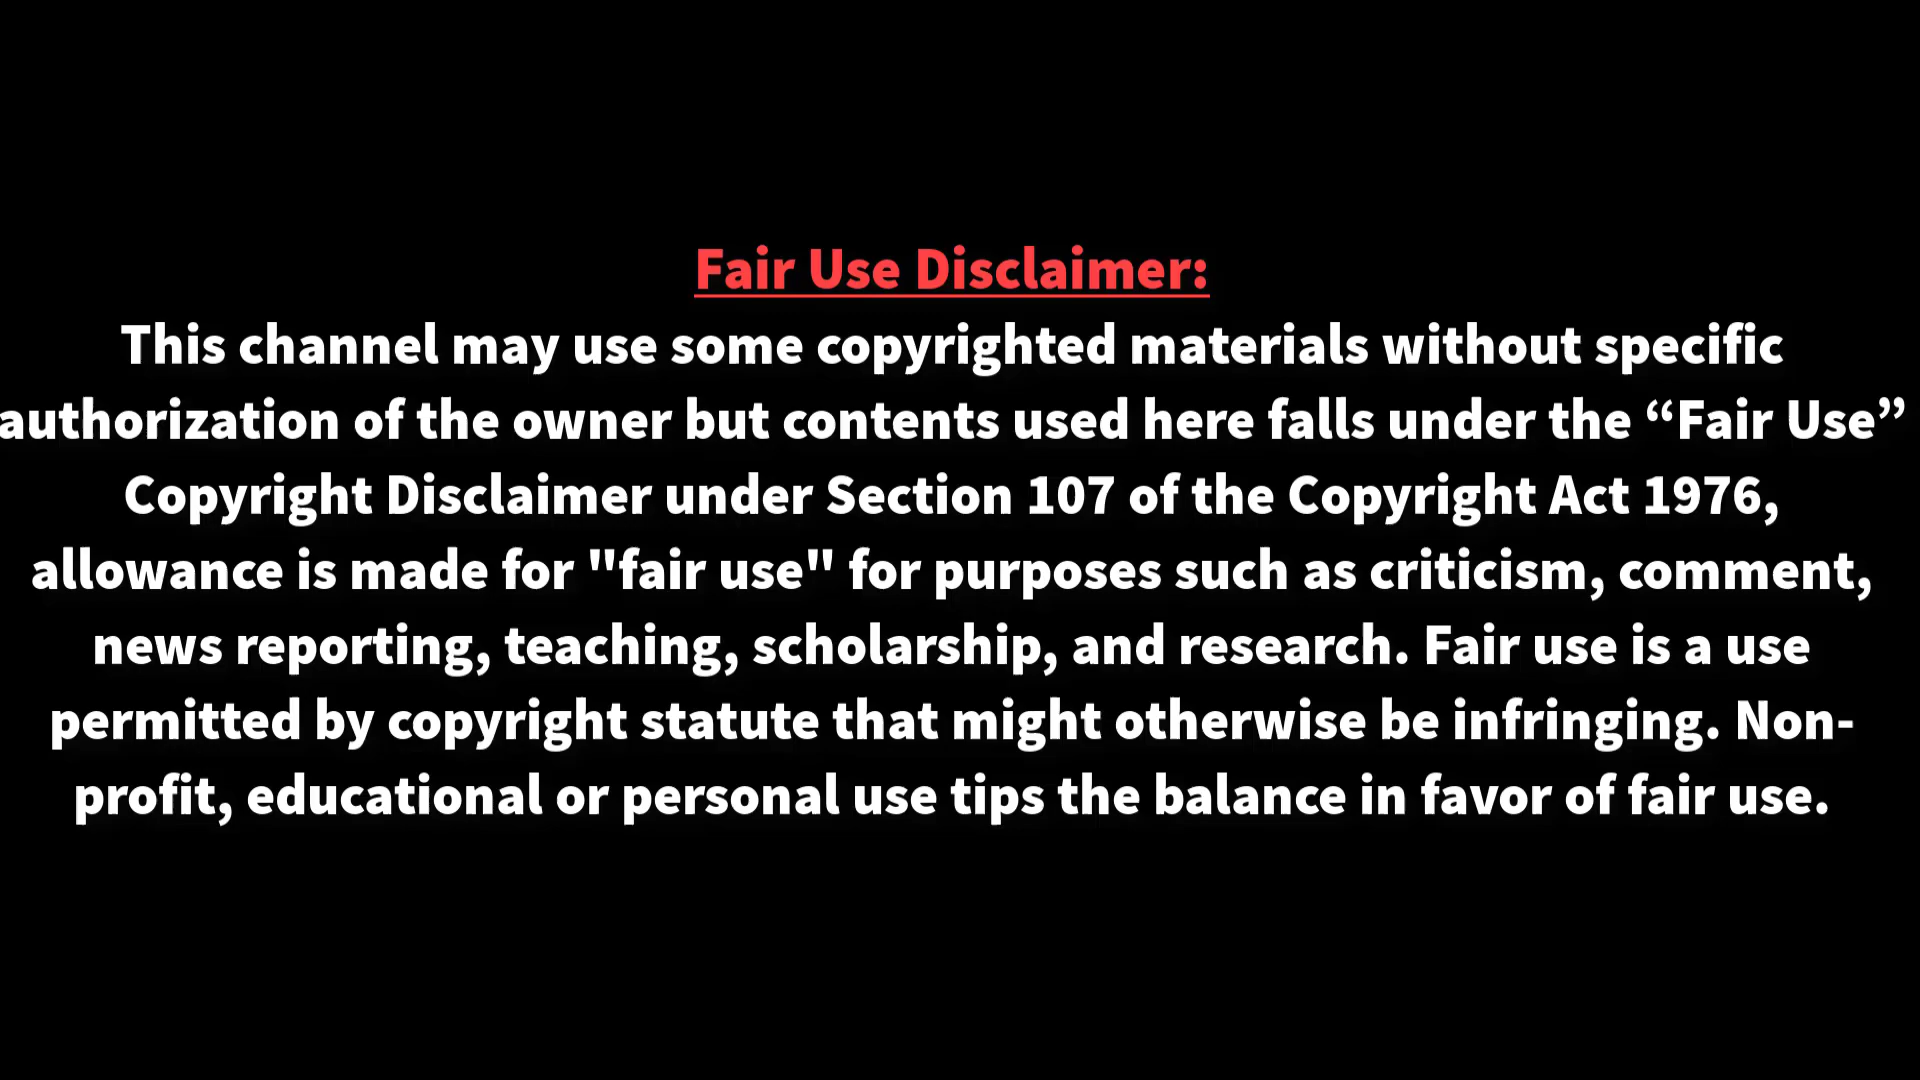 Fair Use Disclaimer:
This channel may use some copyrighted materials without specific
authorization of the owner but contents used here falls under the “Fair Use”
Copyright Disclaimer under Section 107 of the Copyright Act 1976,
allowance is made for "fair use" for purposes such as criticism, comment,
news reporting, teaching, scholarship, and research. Fair use is a use
permitted by copyright statute that might otherwise be infringing. Non-
profit, educational or personal use tips the balance in favor of fair use.